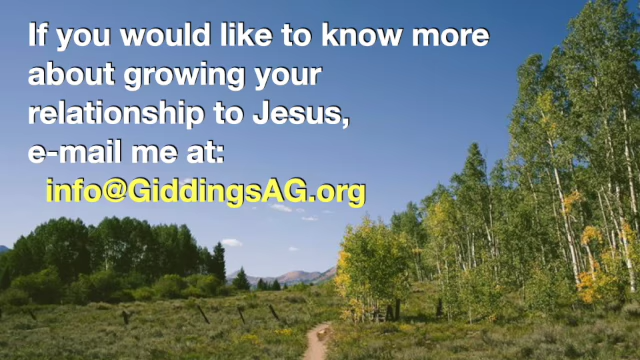 If you would like to know more
about growing your
relationship to Jesus,
e-mail me at:
info@GiddingsAG.org